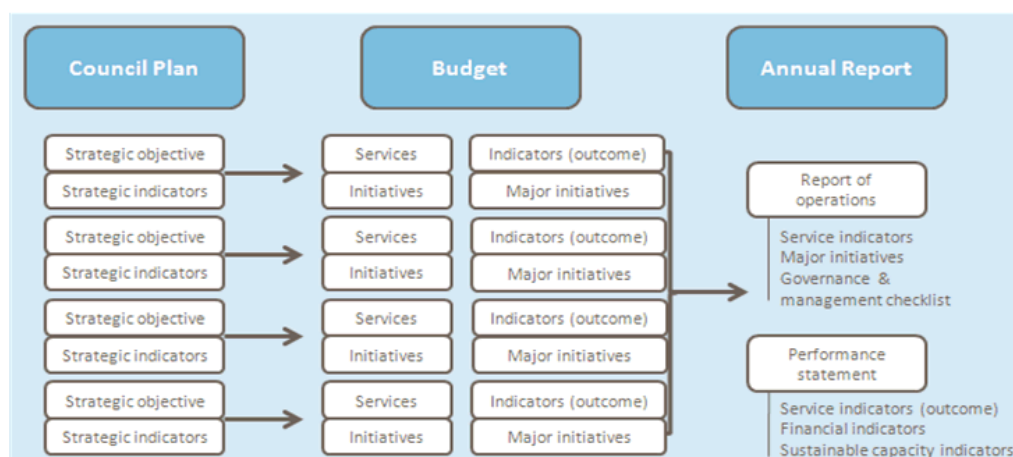 Council Plan
Budget
Annual Report
Strategic objective
Strategic indicators
Services
Initiatives
Indicators (outcome)
Major initiatives
Strategic objective
Strategic indicators
Services
Initiatives
Indicators (outcome)
Major initiatives
Strategic objective
Strategic indicators
Services
Initiatives
Indicators (outcome)
Major initiatives
Strategic objective
Strategic indicators
Services
Initiatives
Indicators (outcome)
Major initiatives
Report of
operations
Service indicators
Major initiatives
Governance &
management checklist
Performance
statement
Service indicators (outcome)
Financial indicators
Sustainable capacity indicators